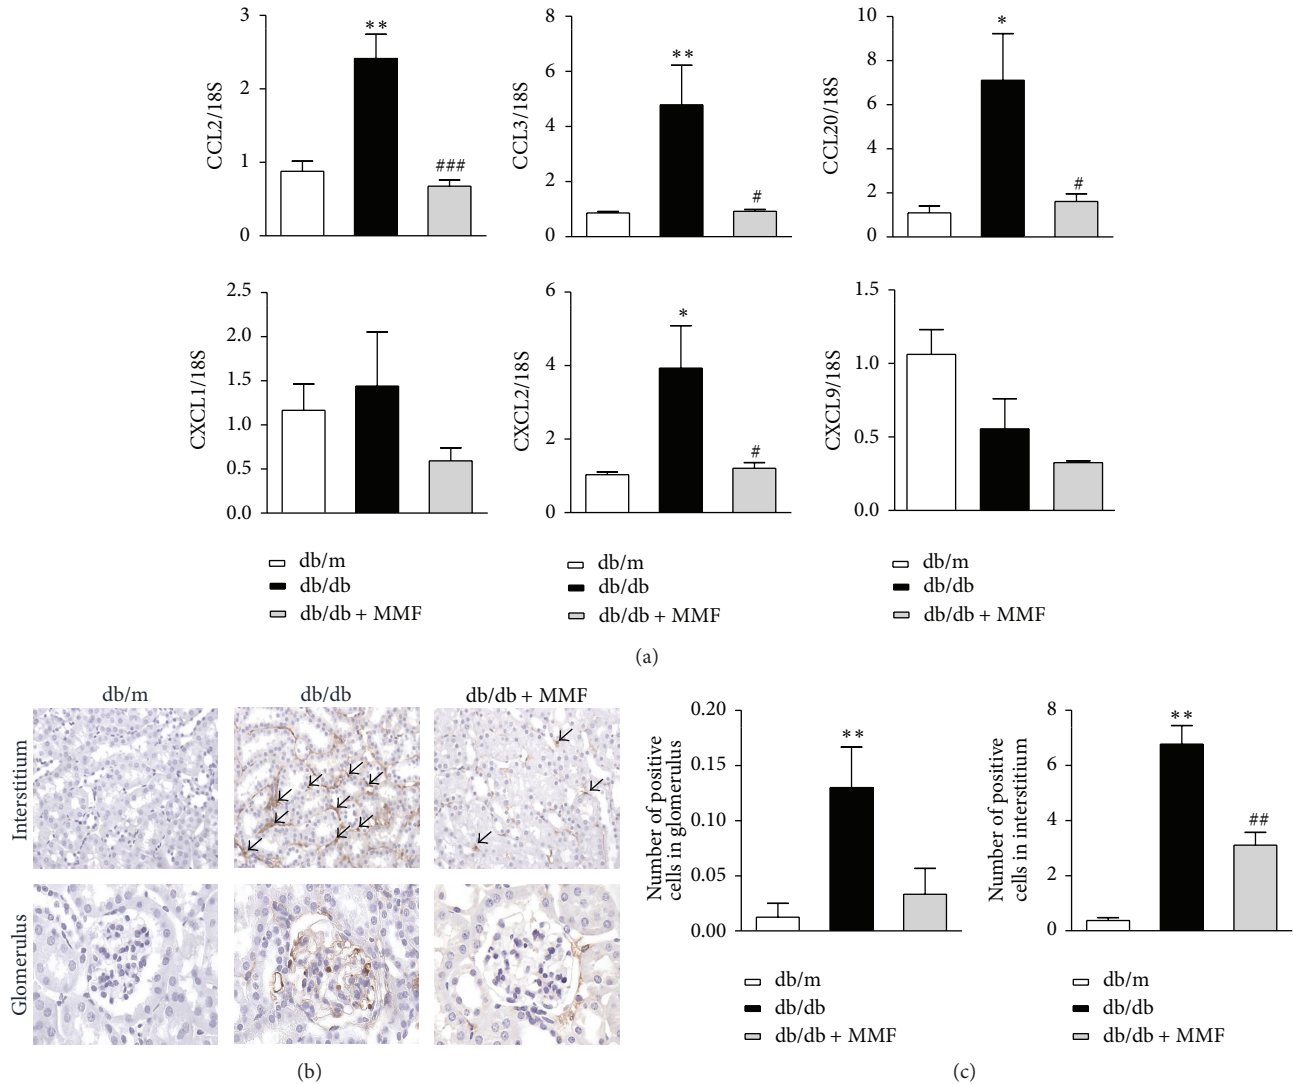 CCL2/18S
3
2
1
0
**
###
CCL3/18S
8
6
4
2
0
**
#
CCL20/18S
10
8
6
4
2
0
*
#
CXCL1/18S
2.5
2.0
1.5
1.0
0.5
0.0
CXCL2/18S
6
4
2
0
*
#
CXCL9/18S
1.5
1.0
0.5
0.0
db/m
db/db
db/db + MMF
db/m
db/db
db/db + MMF
db/m
db/db
db/db + MMF
(a)
db/m
db/db
db/db + MMF
Interstitium
Glomerulus
(b)
Number of positive
cells in glomerulus
0.20
0.15
0.10
0.05
0.00
**
db/m
db/db
db/db + MMF
Number of positive
cells in interstitium
8
6
4
2
0
**
##
db/m
db/db
db/db + MMF
(c)